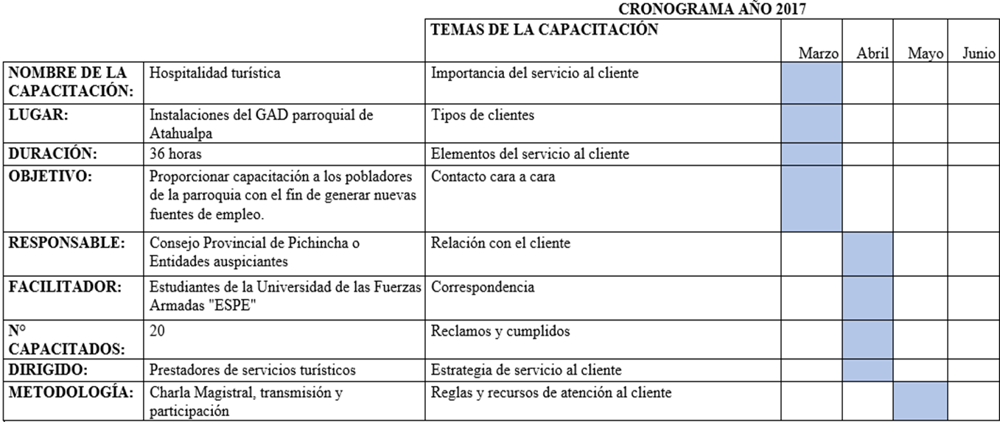 CRONOGRAMA AÑO 2017
TEMAS DE LA CAPACITACIÓN
Marzo Abril Mayo Junio
NOMBRE DE LA
CAPACITACIÓN:
Hospitalidad turística
Importancia del servicio al cliente
LUGAR:
Instalaciones del GAD parroquial de
Atahualpa
Tipos de clientes
DURACIÓN:
36 horas
Elementos del servicio al cliente
OBJETIVO:
Proporcionar capacitación a los pobladores
de la parroquia con el fin de generar nuevas
fuentes de empleo.
Contacto cara a cara
RESPONSABLE:
Consejo Provincial de Pichincha o
Entidades auspiciantes
Relación con el cliente
FACILITADOR:
Estudiantes de la Universidad de las Fuerzas
Armadas "ESPE"
Correspondencia
N°
CAPACITADOS:
20
Reclamos y cumplidos
DIRIGIDO:
Prestadores de servicios turísticos
Estrategia de servicio al cliente
METODOLOGÍA:
Charla Magistral, transmisión y
participación
Reglas y recursos de atención al cliente